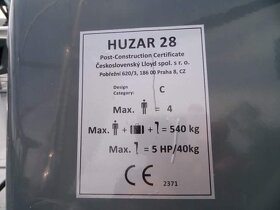 HUZAR 28
Post-Construction Certificate
Československý Lloyd spol. s r. o.
Pobřežní 620/3, 186 00 Praha 8, CZ
Design Category: C
Max. = 4
Max. + + = 540 kg
Max. = 5 HP/40kg
CE 2371